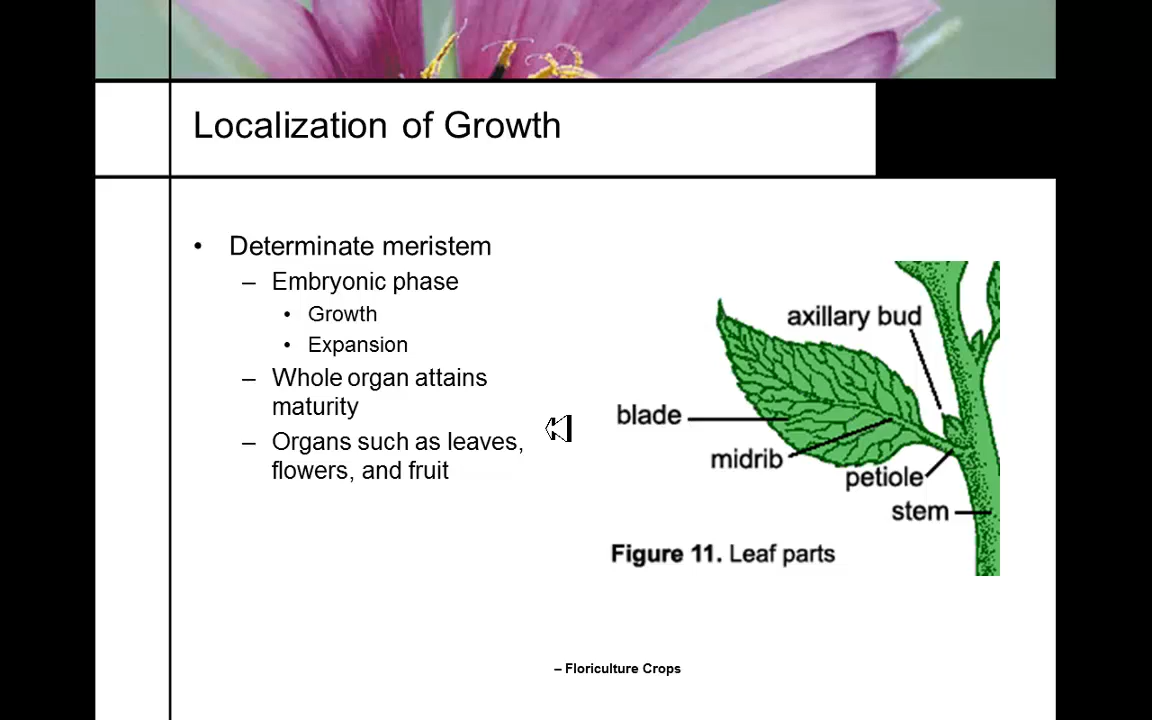 Localization of Growth
• Determinate meristem
– Embryonic phase
• Growth
• Expansion
– Whole organ attains
maturity
– Organs such as leaves,
flowers, and fruit
axillary bud
blade
midrib
petiole
stem
Figure 11. Leaf parts
– Floriculture Crops